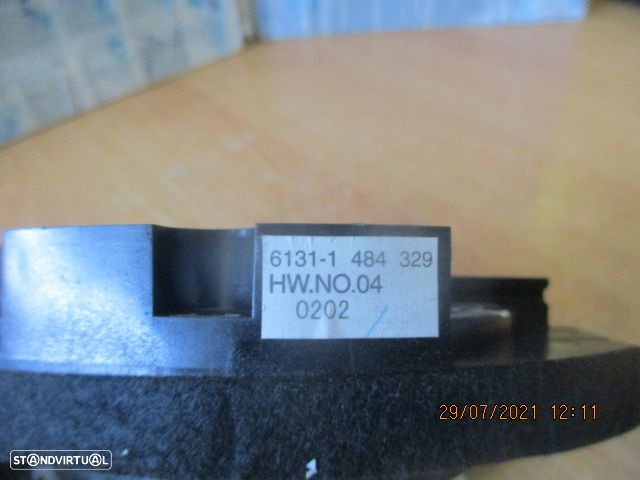 6131-1 484 329
HW.NO.04
0202
29/07/2021 12:11
STANDVIRTUAL